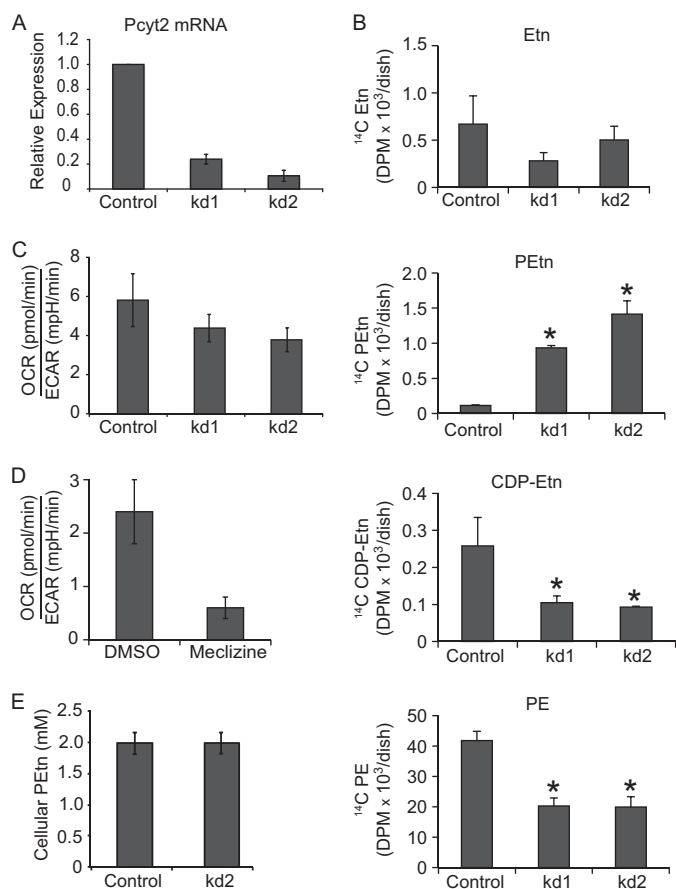 A
Pcyt2 mRNA
Relative Expression
1.2
1.0
0.8
0.6
0.4
0.2
0
Control kd1 kd2
B
Etn
¹⁴C Etn
(DPM x 10³/dish)
1.5
1.0
0.5
0.0
Control kd1 kd2
C
OCR (pmol/min)
ECAR (mpH/min)
8
6
4
2
0
Control kd1 kd2
PEtn
¹⁴C PEtn
(DPM x 10³/dish)
2.0
1.5
1.0
0.5
0
* *
Control kd1 kd2
D
OCR (pmol/min)
ECAR (mpH/min)
3
2
1
0
DMSO Meclizine
CDP-Etn
¹⁴C CDP-Etn
(DPM x 10³/dish)
0.4
0.3
0.2
0.1
0
* *
Control kd1 kd2
E
Cellular PEtn (mM)
2.5
2.0
1.5
1.0
0.5
0
Control kd2
PE
¹⁴C PE
(DPM x 10³/dish)
50
40
30
20
10
0
* *
Control kd1 kd2